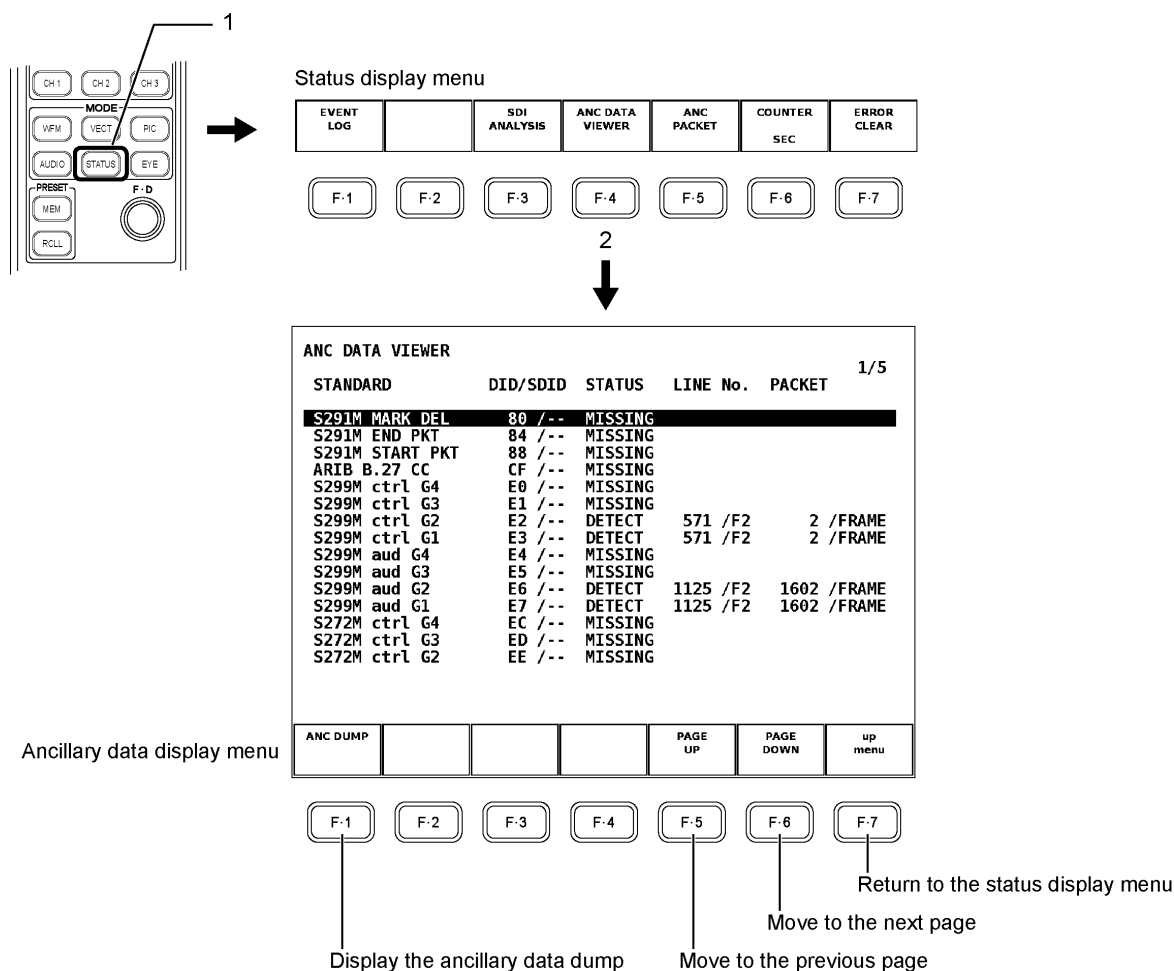 1
CH 1 CH 2 CH 3
MODE
WFM VECT PIC
AUDIO STATUS EYE
PRESET F·D
MEM
RCLL
Status display menu
EVENT LOG SDI ANALYSIS ANC DATA VIEWER ANC PACKET COUNTER SEC ERROR CLEAR
F·1 F·2 F·3 F·4 F·5 F·6 F·7
2
ANC DATA VIEWER
1/5
STANDARD DID/SDID STATUS LINE No. PACKET
S291M MARK DEL 80 /-- MISSING
S291M END PKT 84 /-- MISSING
S291M START PKT 88 /-- MISSING
ARIB B.27 CC CF /-- MISSING
S299M ctrl G4 E0 /-- MISSING
S299M ctrl G3 E1 /-- MISSING
S299M ctrl G2 E2 /-- DETECT 571 /F2 2 /FRAME
S299M ctrl G1 E3 /-- DETECT 571 /F2 2 /FRAME
S299M aud G4 E4 /-- MISSING
S299M aud G3 E5 /-- MISSING
S299M aud G2 E6 /-- DETECT 1125 /F2 1602 /FRAME
S299M aud G1 E7 /-- DETECT 1125 /F2 1602 /FRAME
S272M ctrl G4 EC /-- MISSING
S272M ctrl G3 ED /-- MISSING
S272M ctrl G2 EE /-- MISSING
Ancillary data display menu
ANC DUMP PAGE UP PAGE DOWN up menu
F·1 F·2 F·3 F·4 F·5 F·6 F·7
Return to the status display menu
Move to the next page
Display the ancillary data dump Move to the previous page